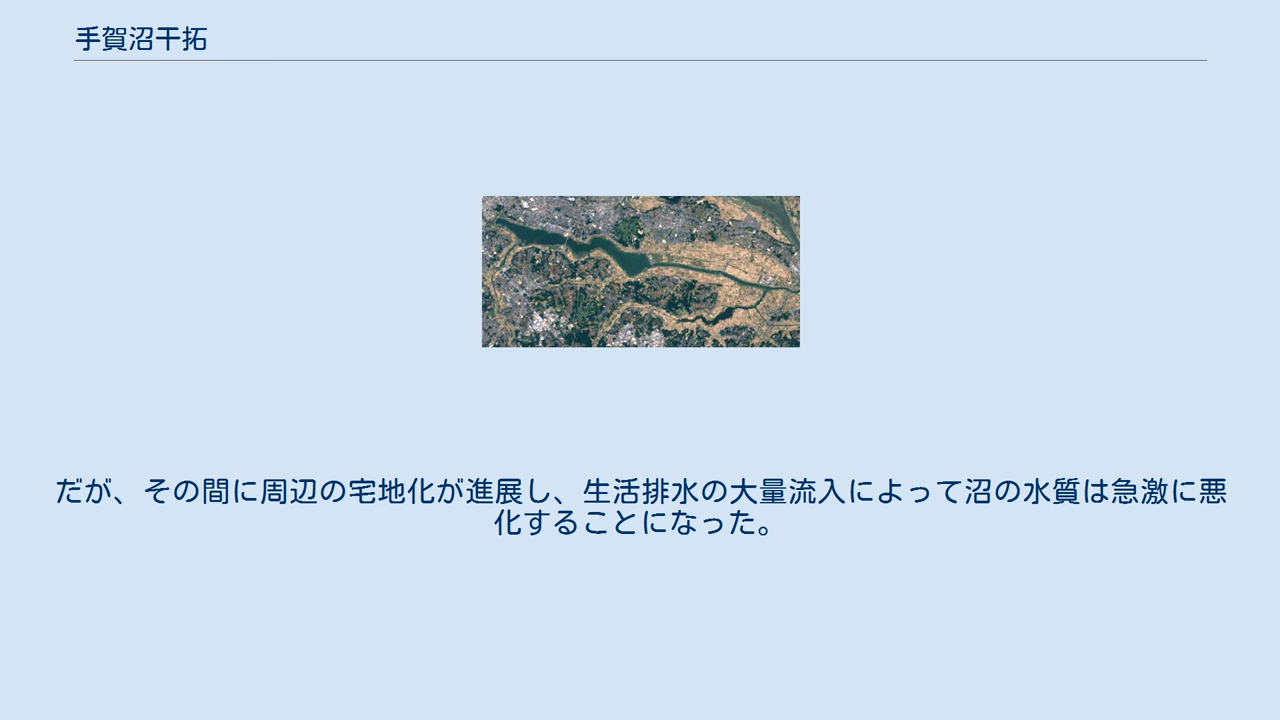 手賀沼干拓
だが、その間に周辺の宅地化が進展し、生活排水の大量流入によって沼の水質は急激に悪
化することになった。